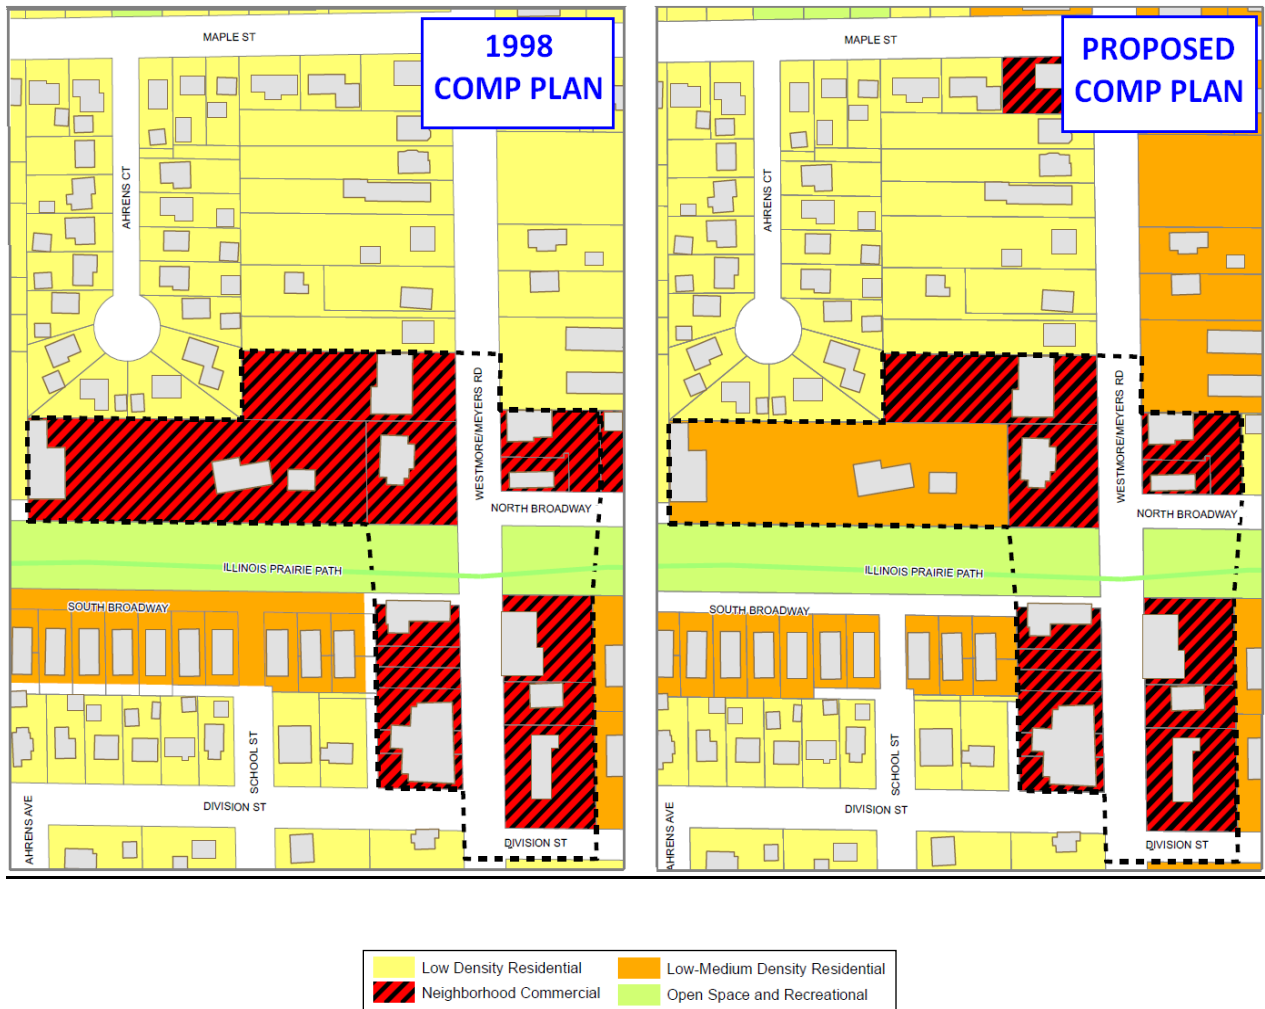 1998
COMP PLAN
MAPLE ST
AHRENS CT
WESTMORE/MEYERS RD
NORTH BROADWAY
ILLINOIS PRAIRIE PATH
SOUTH BROADWAY
SCHOOL ST
DIVISION ST
AHRENS AVE
DIVISION ST
PROPOSED
COMP PLAN
MAPLE ST
AHRENS CT
WESTMORE/MEYERS RD
NORTH BROADWAY
ILLINOIS PRAIRIE PATH
SOUTH BROADWAY
SCHOOL ST
DIVISION ST
AHRENS AVE
DIVISION ST
Low Density Residential
Low-Medium Density Residential
Neighborhood Commercial
Open Space and Recreational